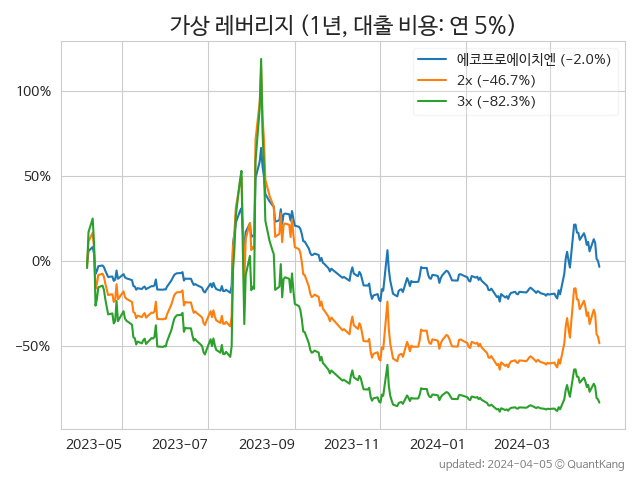 가상 레버리지 (1년, 대출 비용: 연 5%)
에코프로에이치엔 (−2.0%)
2x (−46.7%)
3x (−82.3%)
100%
50%
0%
−50%
2023-05 2023-07 2023-09 2023-11 2024-01 2024-03
updated: 2024-04-05 © QuantKang